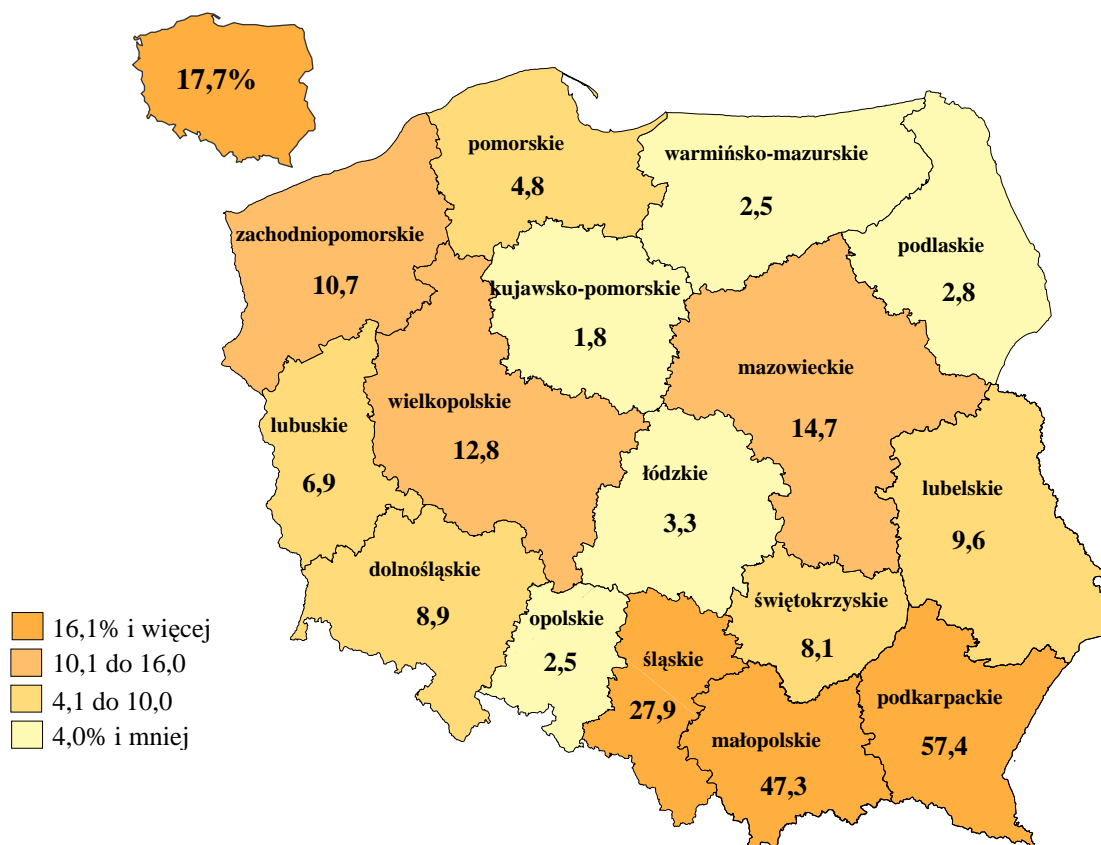 17,7%
pomorskie
4,8
warmińsko-mazurskie
2,5
zachodniopomorskie
10,7
podlaskie
2,8
kujawsko-pomorskie
1,8
mazowieckie
14,7
wielkopolskie
12,8
lubuskie
6,9
łódzkie
3,3
lubelskie
9,6
dolnośląskie
8,9
opolskie
2,5
świętokrzyskie
8,1
śląskie
27,9
podkarpackie
57,4
małopolskie
47,3
16,1% i więcej
10,1 do 16,0
4,1 do 10,0
4,0% i mniej